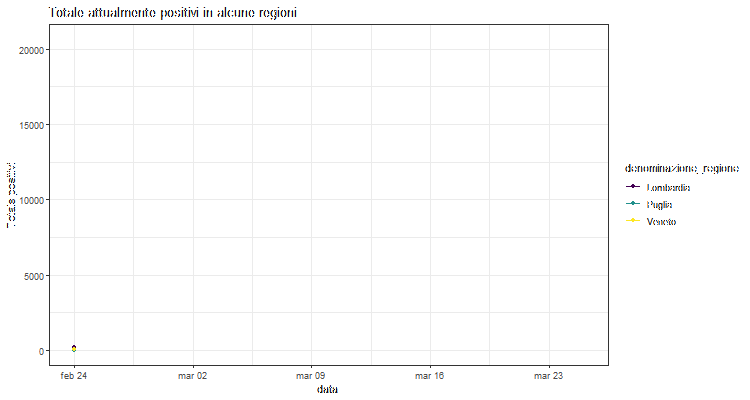 Totale attualmente positivi in alcune regioni
20000
15000
10000
5000
0
Totale positivi
feb 24
mar 02
mar 09
mar 16
mar 23
data
denominazione_regione
Lombardia
Puglia
Veneto